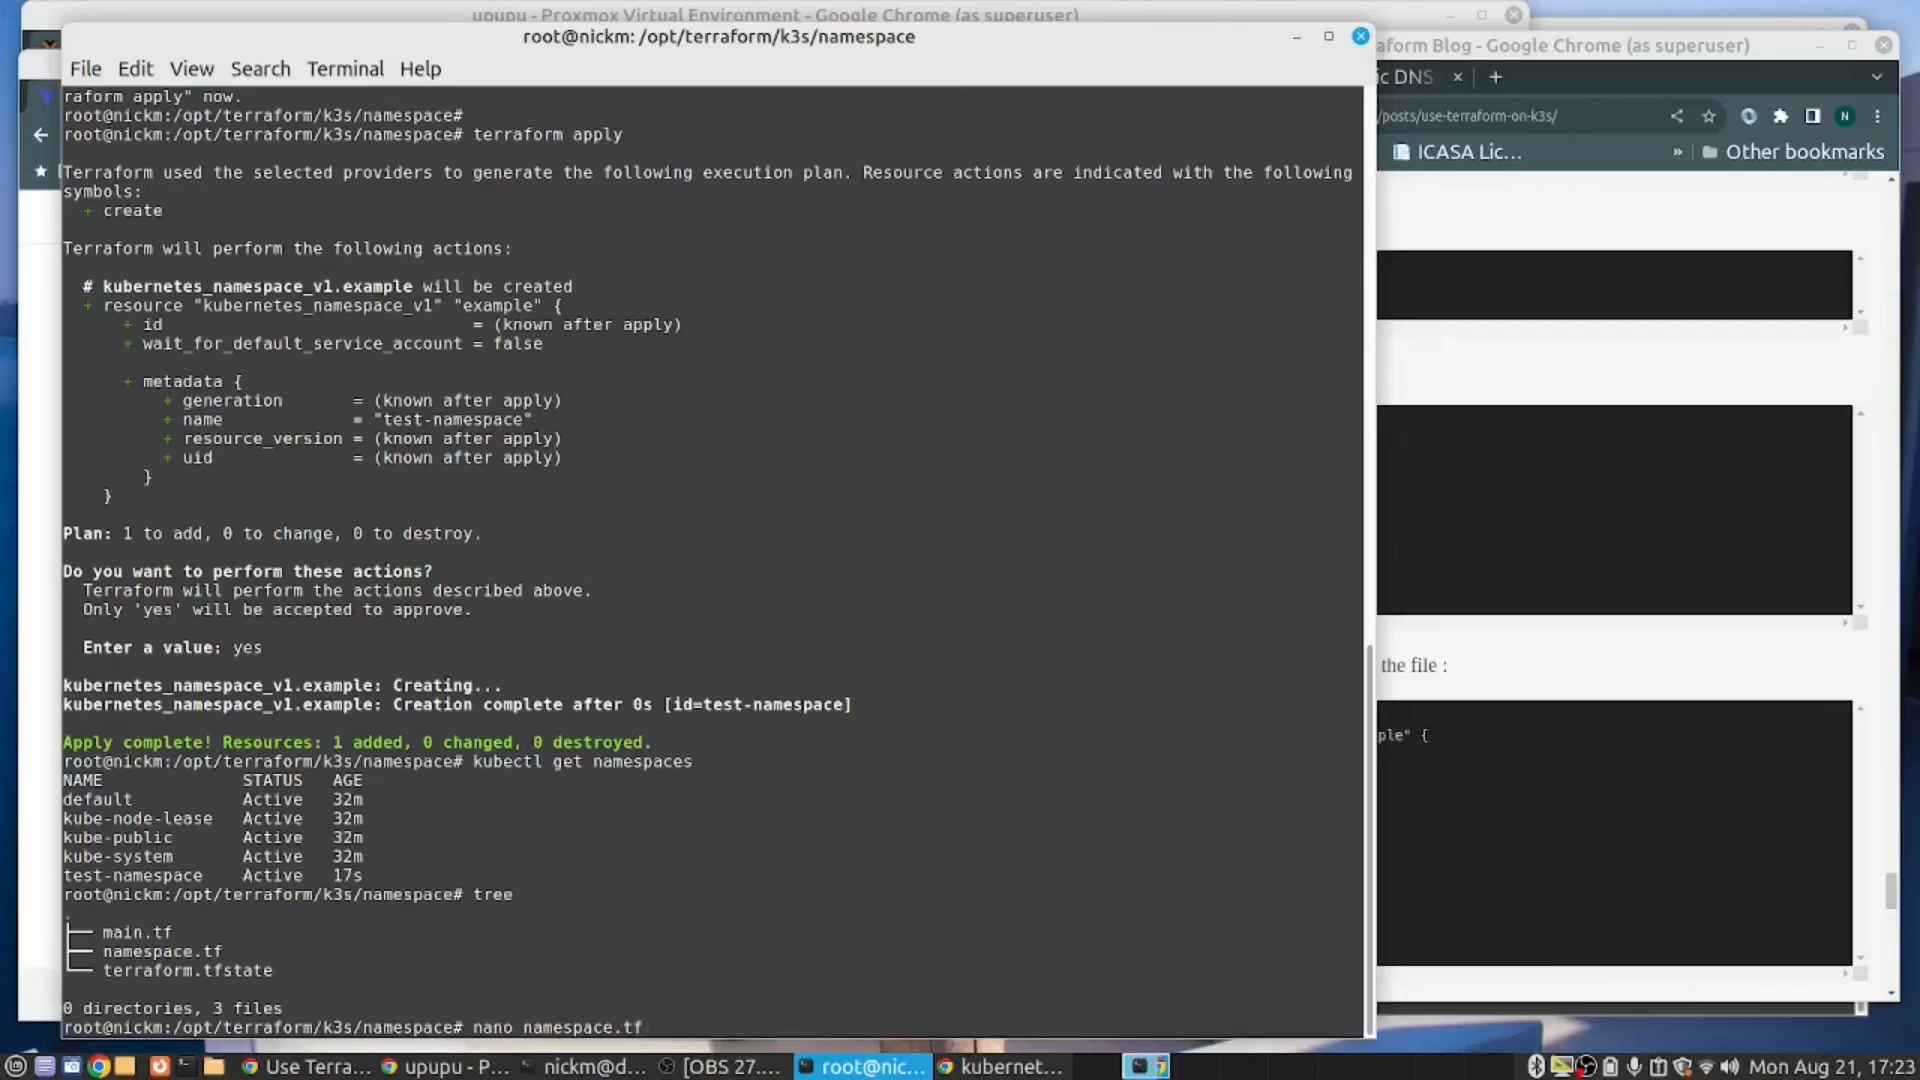 upupu - Proxmox Virtual Environment - Google Chrome (as superuser)
root@nickm: /opt/terraform/k3s/namespace
aform Blog - Google Chrome (as superuser)
File Edit View Search Terminal Help
ic DNS
/posts/use-terraform-on-k3s/
N
ICASA Lic...
» Other bookmarks
raform apply" now.
root@nickm:/opt/terraform/k3s/namespace#
root@nickm:/opt/terraform/k3s/namespace# terraform apply
Terraform used the selected providers to generate the following execution plan. Resource actions are indicated with the following
symbols:
+ create
Terraform will perform the following actions:
# kubernetes_namespace_v1.example will be created
+ resource "kubernetes_namespace_v1" "example" {
+ id = (known after apply)
+ wait_for_default_service_account = false
+ metadata {
+ generation = (known after apply)
+ name = "test-namespace"
+ resource_version = (known after apply)
+ uid = (known after apply)
}
}
Plan: 1 to add, 0 to change, 0 to destroy.
Do you want to perform these actions?
Terraform will perform the actions described above.
Only 'yes' will be accepted to approve.
Enter a value: yes
kubernetes_namespace_v1.example: Creating...
kubernetes_namespace_v1.example: Creation complete after 0s [id=test-namespace]
Apply complete! Resources: 1 added, 0 changed, 0 destroyed.
root@nickm:/opt/terraform/k3s/namespace# kubectl get namespaces
NAME STATUS AGE
default Active 32m
kube-node-lease Active 32m
kube-public Active 32m
kube-system Active 32m
test-namespace Active 17s
root@nickm:/opt/terraform/k3s/namespace# tree
.
├── main.tf
├── namespace.tf
└── terraform.tfstate
0 directories, 3 files
root@nickm:/opt/terraform/k3s/namespace# nano namespace.tf
the file :
ple" {
Use Terra... upupu - P... nickm@d... [OBS 27.... root@nic... kubernet... Mon Aug 21, 17:23